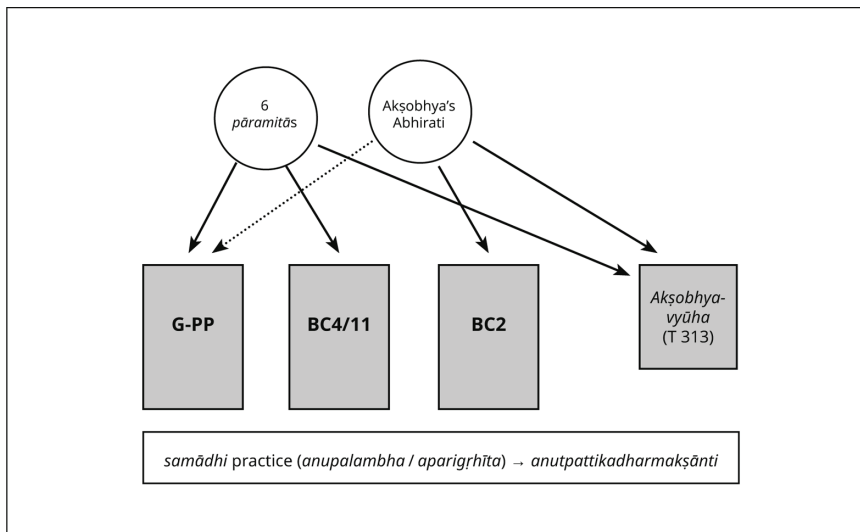 6
pāramitās
Akṣobhya's
Abhirati
G-PP
BC4/11
BC2
Akṣobhya-
vyūha
(T 313)
samādhi practice (anupalambha / aparigṛhīta) → anutpattikadharmakṣānti